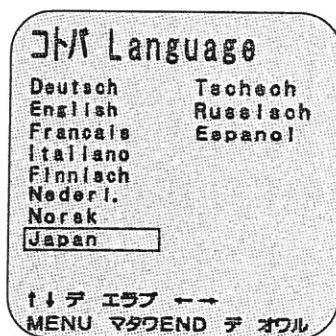 コトバ Language
Deutsch
English
Francais
Italiano
Finnisch
Nederl.
Norsk
Japan
Tschech
Russisch
Espanol
↑↓デ エラブ ←→
MENU マタワEND デ オワル